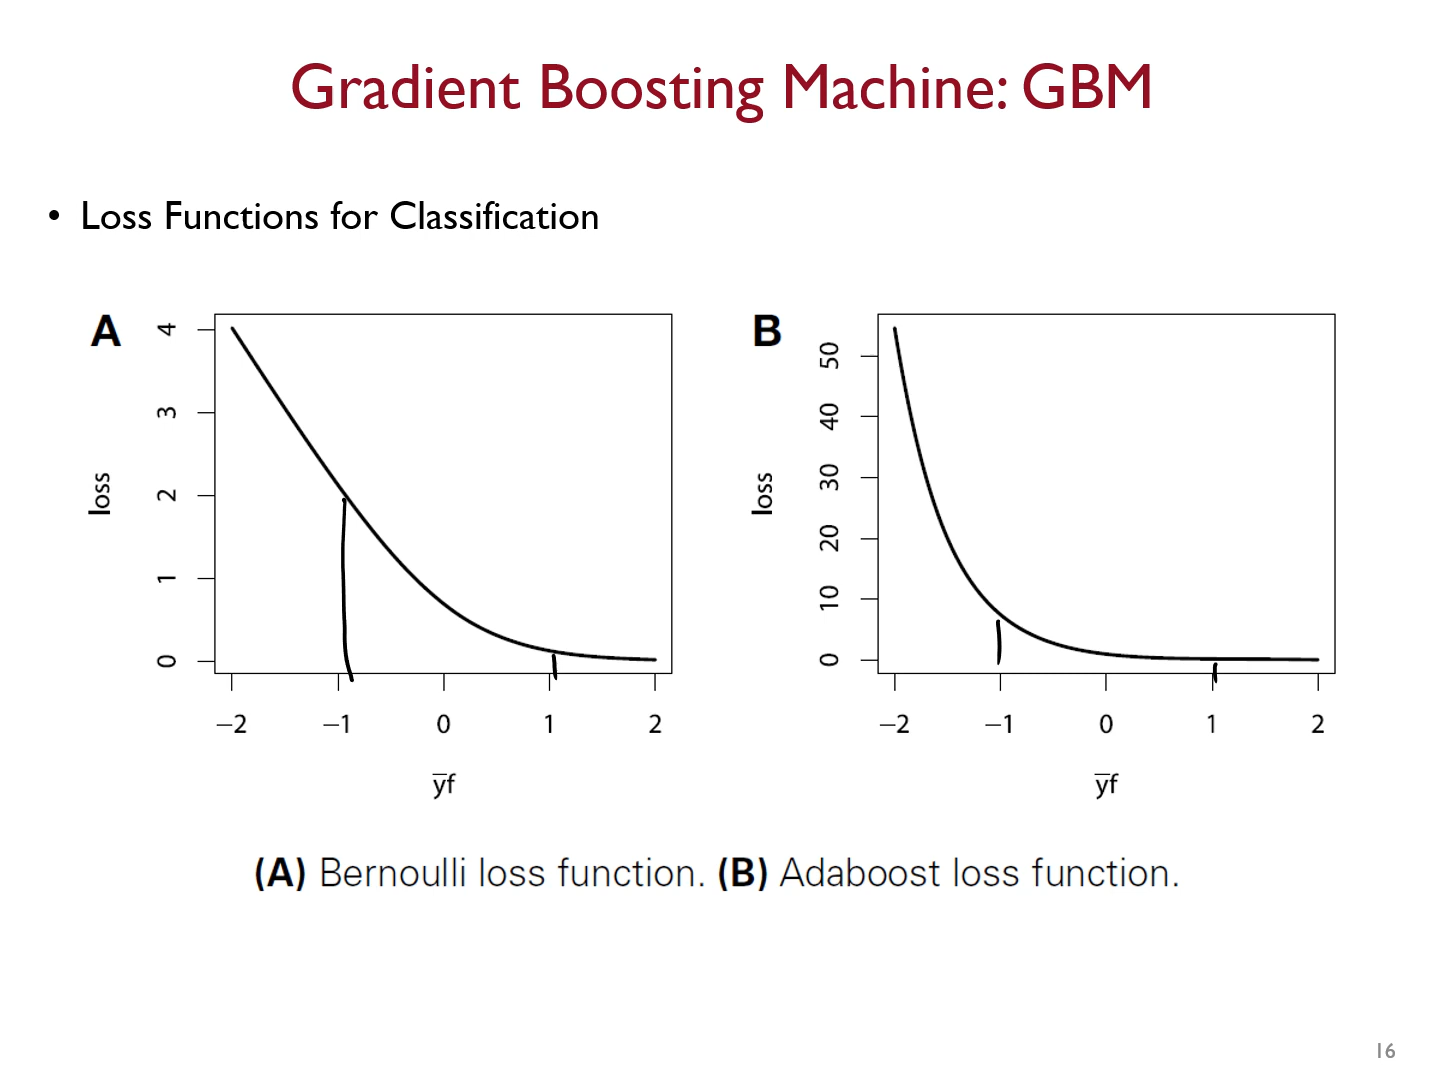 Gradient Boosting Machine: GBM
• Loss Functions for Classification
A
4
3
2
1
0
loss
−2 −1 0 1 2
y̅f
B
50
40
30
20
10
0
loss
−2 −1 0 1 2
y̅f
(A) Bernoulli loss function. (B) Adaboost loss function.
16